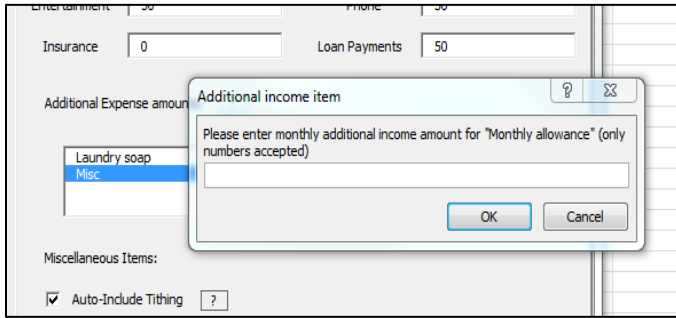 Entertainment 50 Phone 50
Insurance 0 Loan Payments 50
Additional Expense amoun
Additional income item ?
Please enter monthly additional income amount for "Monthly allowance" (only
numbers accepted)
OK Cancel
Laundry soap
Misc
Miscellaneous Items:
Auto-Include Tithing ?